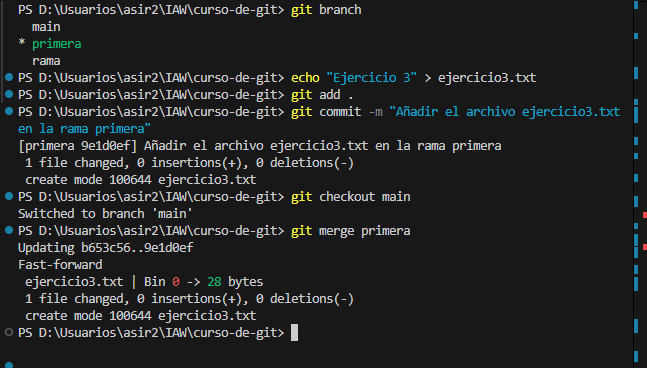 PS D:\Usuarios\asir2\IAW\curso-de-git> git branch
  main
* primera
  rama
PS D:\Usuarios\asir2\IAW\curso-de-git> echo "Ejercicio 3" > ejercicio3.txt
PS D:\Usuarios\asir2\IAW\curso-de-git> git add .
PS D:\Usuarios\asir2\IAW\curso-de-git> git commit -m "Añadir el archivo ejercicio3.txt
en la rama primera"
[primera 9e1d0ef] Añadir el archivo ejercicio3.txt en la rama primera
 1 file changed, 0 insertions(+), 0 deletions(-)
 create mode 100644 ejercicio3.txt
PS D:\Usuarios\asir2\IAW\curso-de-git> git checkout main
Switched to branch 'main'
PS D:\Usuarios\asir2\IAW\curso-de-git> git merge primera
Updating b653c56..9e1d0ef
Fast-forward
 ejercicio3.txt | Bin 0 -> 28 bytes
 1 file changed, 0 insertions(+), 0 deletions(-)
 create mode 100644 ejercicio3.txt
PS D:\Usuarios\asir2\IAW\curso-de-git>